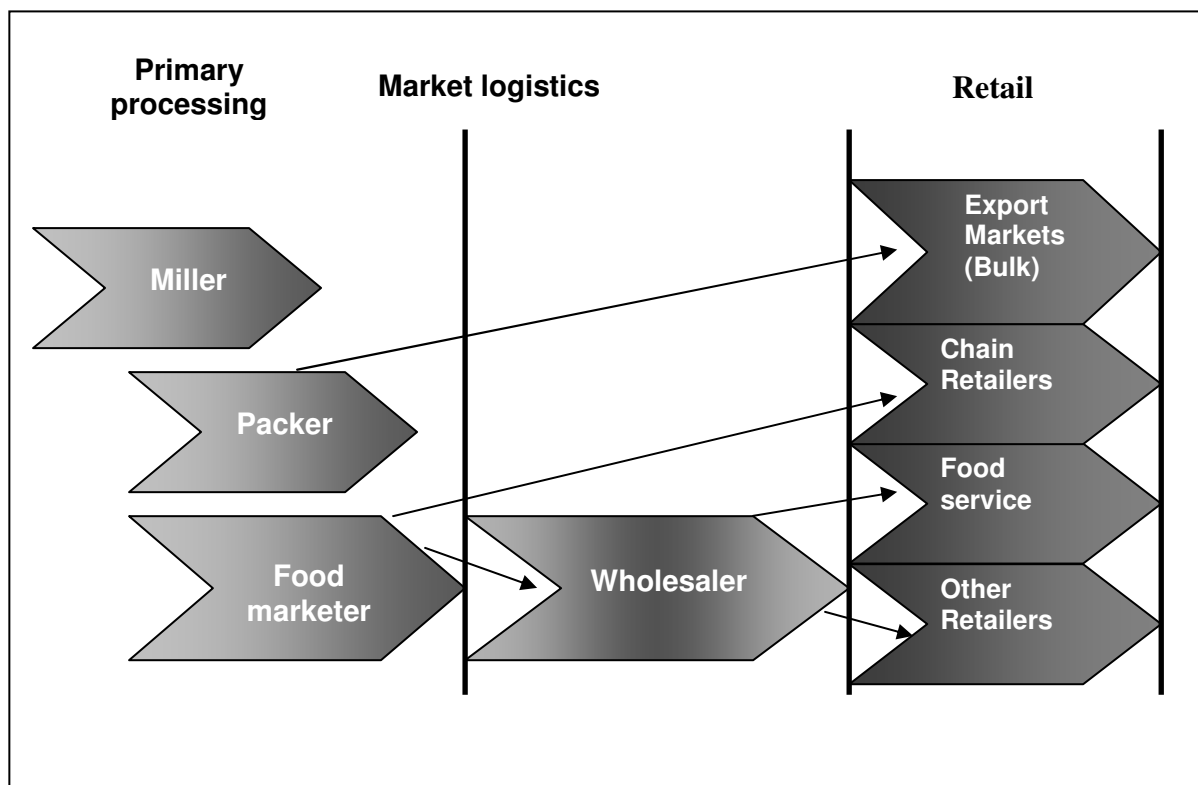 Primary
processing
Market logistics
Retail
Miller
Packer
Food
marketer
Wholesaler
Export
Markets
(Bulk)
Chain
Retailers
Food
service
Other
Retailers